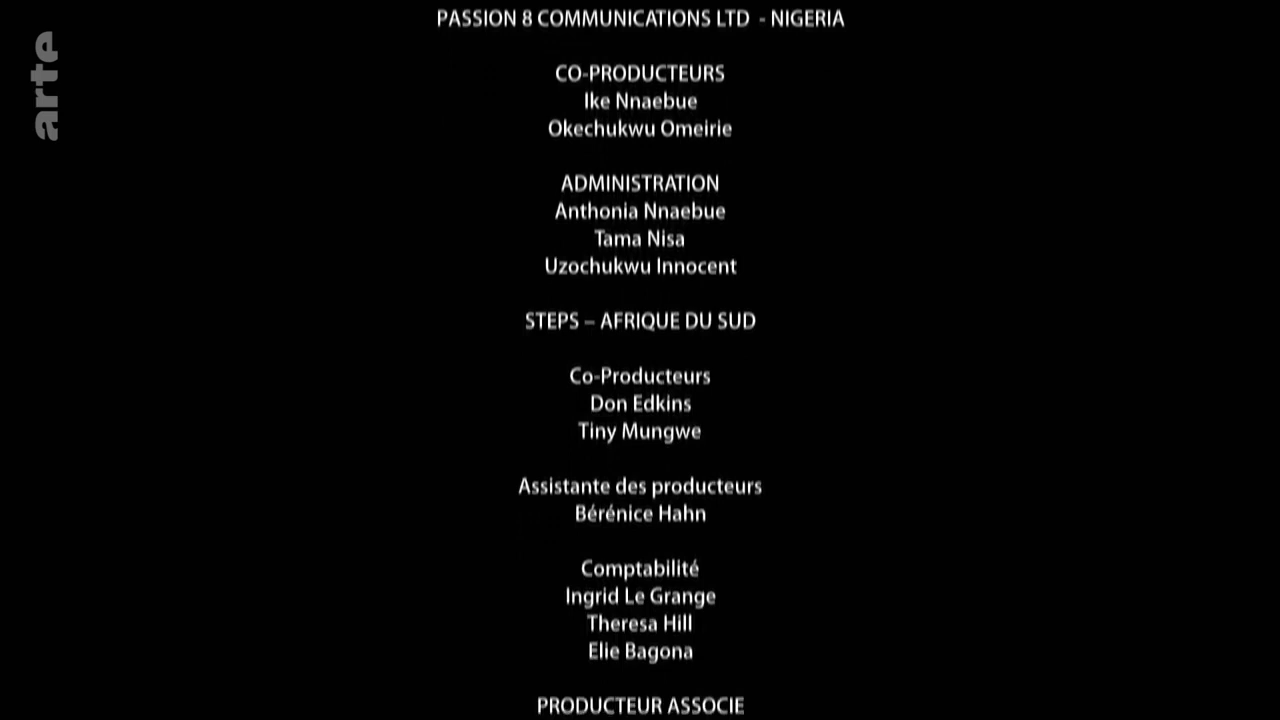 arte
PASSION 8 COMMUNICATIONS LTD - NIGERIA
CO-PRODUCTEURS
Ike Nnaebue
Okechukwu Omeirie
ADMINISTRATION
Anthonia Nnaebue
Tama Nisa
Uzochukwu Innocent
STEPS – AFRIQUE DU SUD
Co-Producteurs
Don Edkins
Tiny Mungwe
Assistante des producteurs
Bérénice Hahn
Comptabilité
Ingrid Le Grange
Theresa Hill
Elie Bagona
PRODUCTEUR ASSOCIE